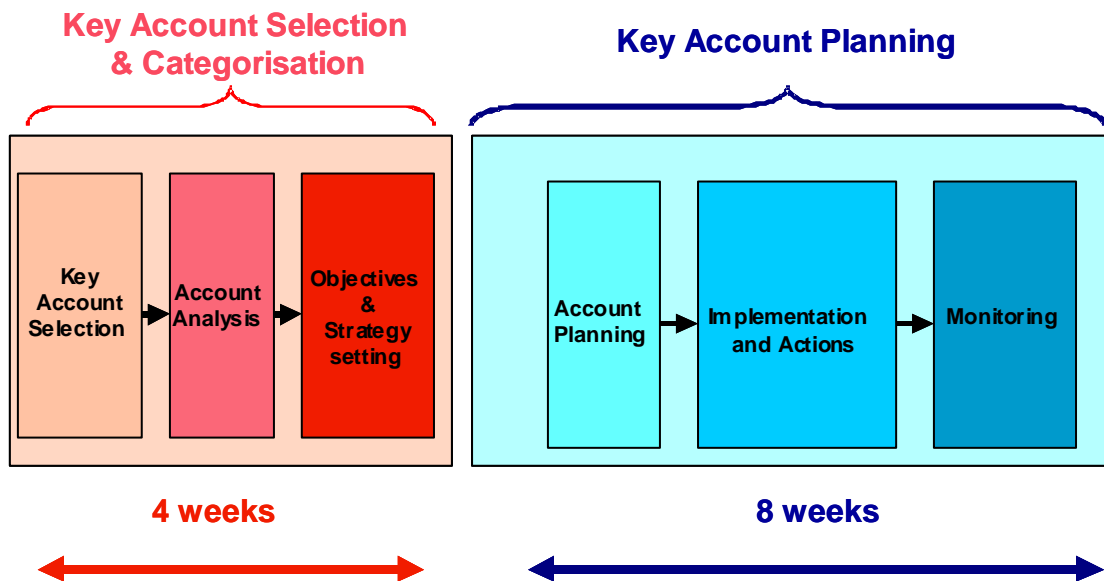 Key Account Selection
& Categorisation
Key Account Planning
Key
Account
Selection
Account
Analysis
Objectives
&
Strategy
setting
Account
Planning
Implementation
and Actions
Monitoring
4 weeks
8 weeks